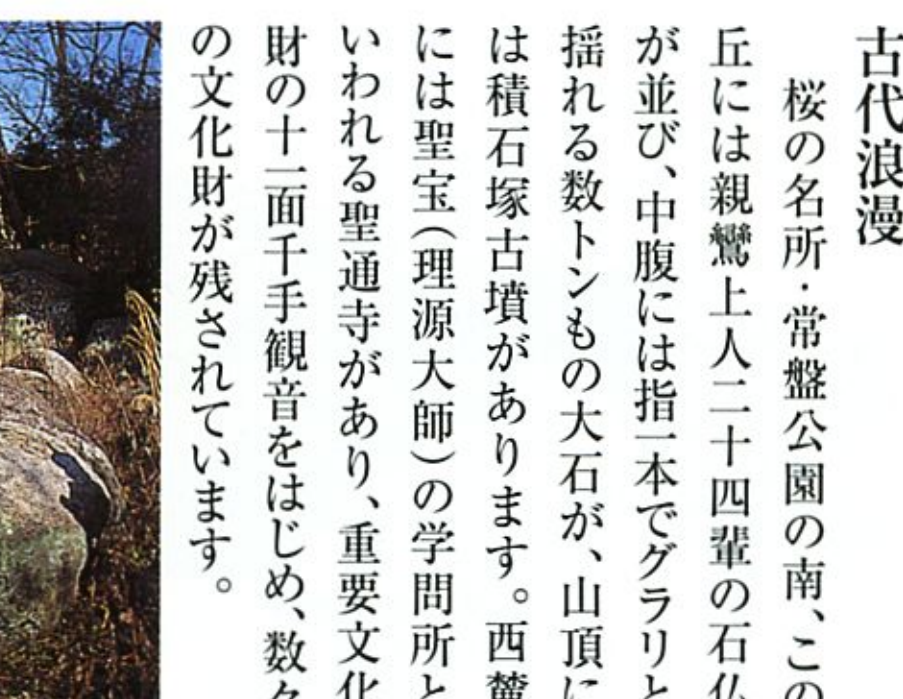 古代浪漫
桜の名所・常盤公園の南、この
丘には親鸞上人二十四輩の石仏
が並び、中腹には指一本でグラリと
揺れる数トンもの大石が、山頂に
は積石塚古墳があります。西麓
には聖宝(理源大師)の学問所と
いわれる聖通寺があり、重要文化
財の十一面千手観音をはじめ、数々
の文化財が残されています。